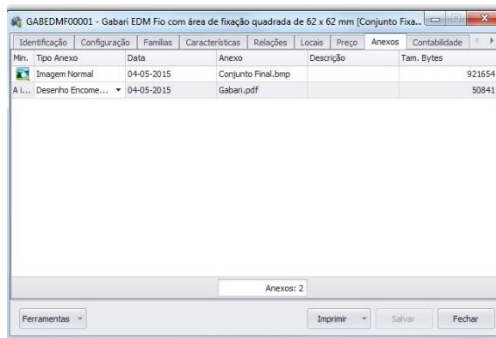 GABEDMF00001 - Gabari EDM Fio com área de fixação quadrada de 62 x 62 mm [Conjunto Fixa...
Identificação Configuração Familias Características Relações Locais Preço Anexos Contabilidade
Min. Tipo Anexo Data Anexo Descrição Tam. Bytes
Imagem Normal 04-05-2015 Conjunto Final.bmp 921654
A i... Desenho Encome... 04-05-2015 Gabari.pdf 50841
Anexos: 2
Ferramentas Imprimir Salvar Fechar